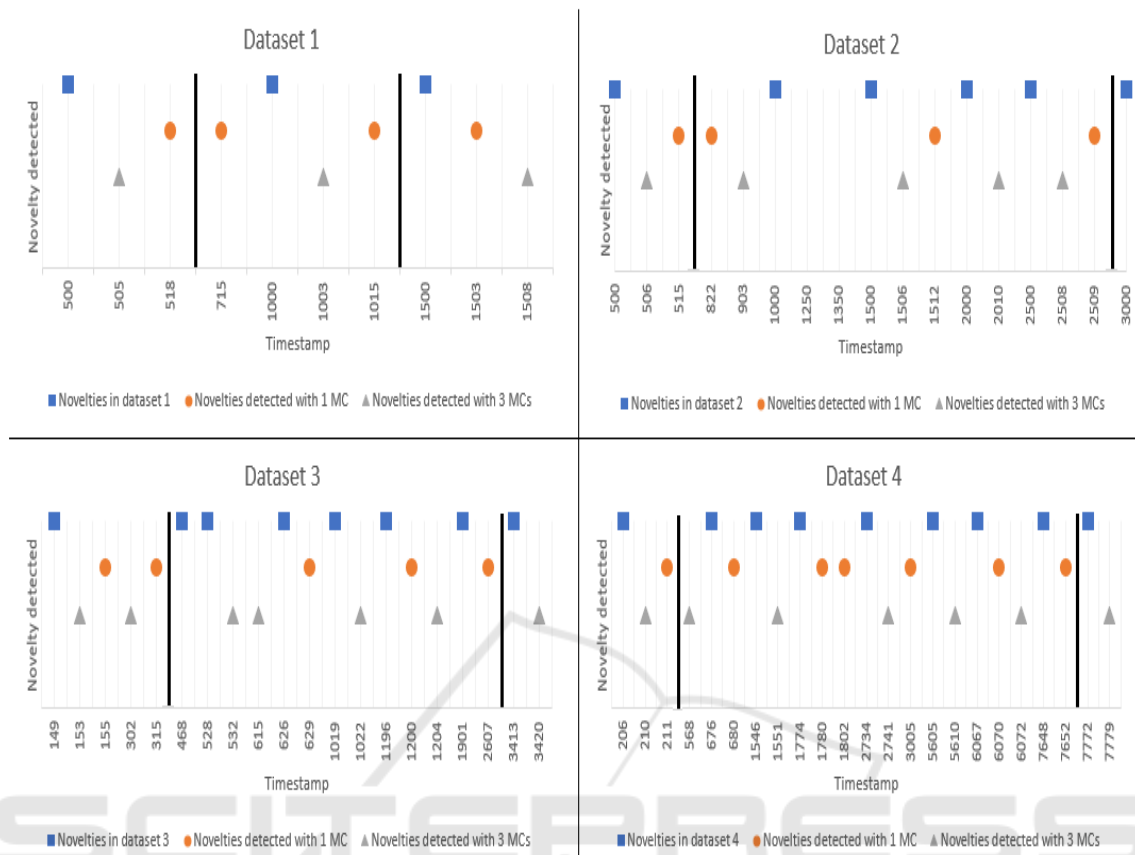 Dataset 1
Novelty detected
500 505 518 715 1000 1003 1015 1500 1503 1508
Timestamp
Novelties in dataset 1 Novelties detected with 1 MC Novelties detected with 3 MCs
Dataset 2
Novelty detected
500 506 515 822 903 1000 1250 1350 1500 1506 1512 2000 2010 2500 2508 2509 3000
Timestamp
Novelties in dataset 2 Novelties detected with 1 MC Novelties detected with 3 MCs
Dataset 3
Novelty detected
149 153 155 302 315 468 528 532 615 626 629 1019 1022 1196 1200 1204 1901 2607 3413 3420
Timestamp
Novelties in dataset 3 Novelties detected with 1 MC Novelties detected with 3 MCs
Dataset 4
Novelty detected
206 210 211 568 676 680 1546 1551 1774 1780 1802 2734 2741 3005 5605 5610 6067 6070 6072 7648 7652 7772 7779
Timestamp
Novelties in dataset 4 Novelties detected with 1 MC Novelties detected with 3 MCs
SCITEPRESS